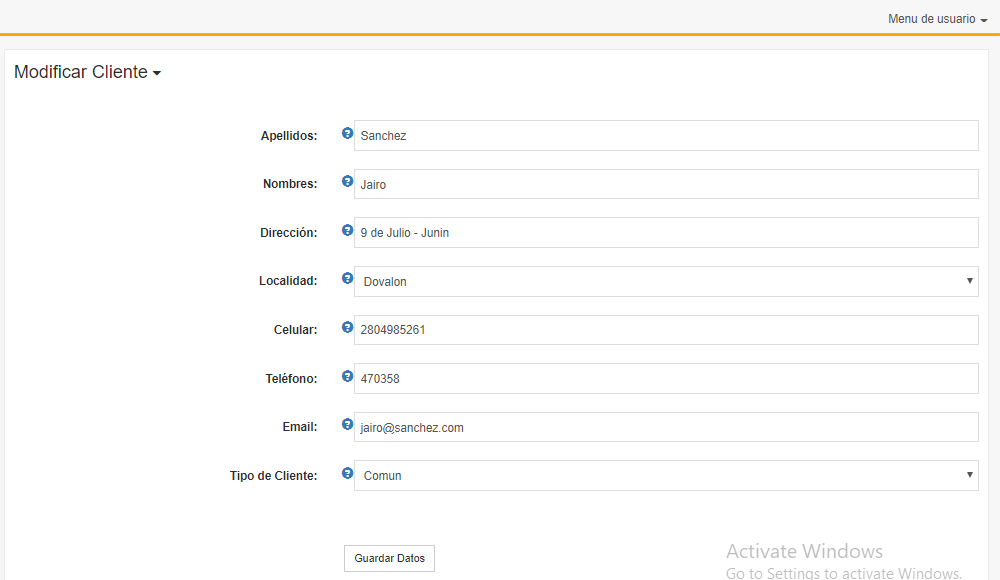 Menu de usuario
Modificar Cliente
Apellidos: ? Sanchez
Nombres: ? Jairo
Dirección: ? 9 de Julio - Junin
Localidad: ? Dovalon
Celular: ? 2804985261
Teléfono: ? 470358
Email: ? jairo@sanchez.com
Tipo de Cliente: ? Comun
Guardar Datos
Activate Windows
Go to Settings to activate Windows.